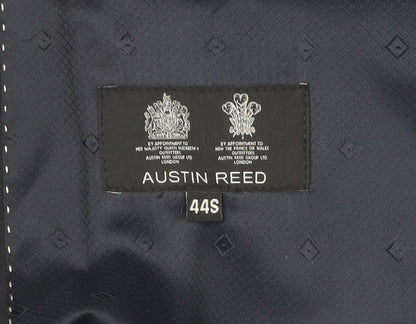 BY APPOINTMENT TO
HER MAJESTY QUEEN ELIZABETH II
OUTFITTERS
AUSTIN REED GROUP LTD
LONDON
BY APPOINTMENT TO
HRH THE PRINCE OF WALES
OUTFITTERS
AUSTIN REED GROUP LTD
LONDON
AUSTIN REED
44S